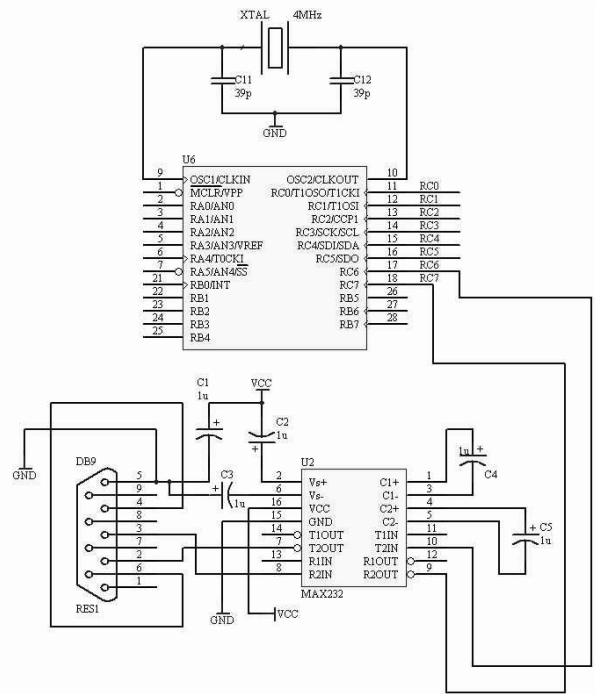 XTAL 4MHz
C11 C12
39p 39p
GND
U6
9 OSC1/CLKIN OSC2/CLKOUT 10
1 MCLR/VPP RC0/T1OSO/T1CKI 11 RC0
2 RA0/AN0 RC1/T1OSI 12 RC1
3 RA1/AN1 RC2/CCP1 13 RC2
4 RA2/AN2 RC3/SCK/SCL 14 RC3
5 RA3/AN3/VREF RC4/SDI/SDA 15 RC4
6 RA4/T0CKI RC5/SDO 16 RC5
7 RA5/AN4/SS RC6 17 RC6
21 RB0/INT RC7 18 RC7
22 RB1 RB5 26
23 RB2 RB6 27
24 RB3 RB7 28
25 RB4
C1
1u
VCC
C2
1u
GND
DB9
C3
1u
U2
1u
C4
5
9
4
8
3
7
2
6
1
RES1
2 Vs+ C1+ 1
6 Vs- C1- 3
16 VCC C2+ 4
15 GND C2- 5
14 T1OUT T1IN 11
7 T2OUT T2IN 10
13 R1IN R1OUT 12
8 R2IN R2OUT 9
C5
1u
MAX232
GND
VCC